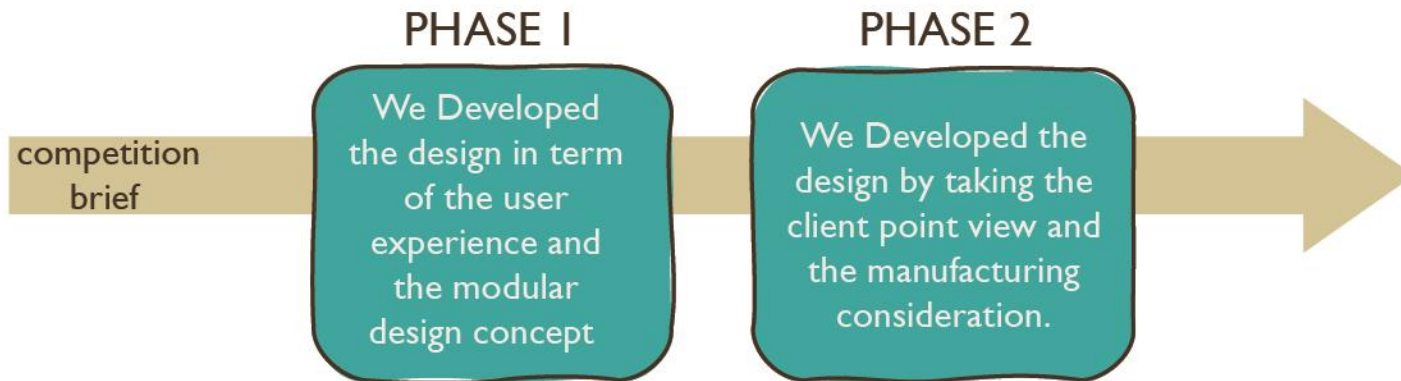 PHASE 1
PHASE 2
competition
brief
We Developed
the design in term
of the user
experience and
the modular
design concept
We Developed the
design by taking the
client point view and
the manufacturing
consideration.